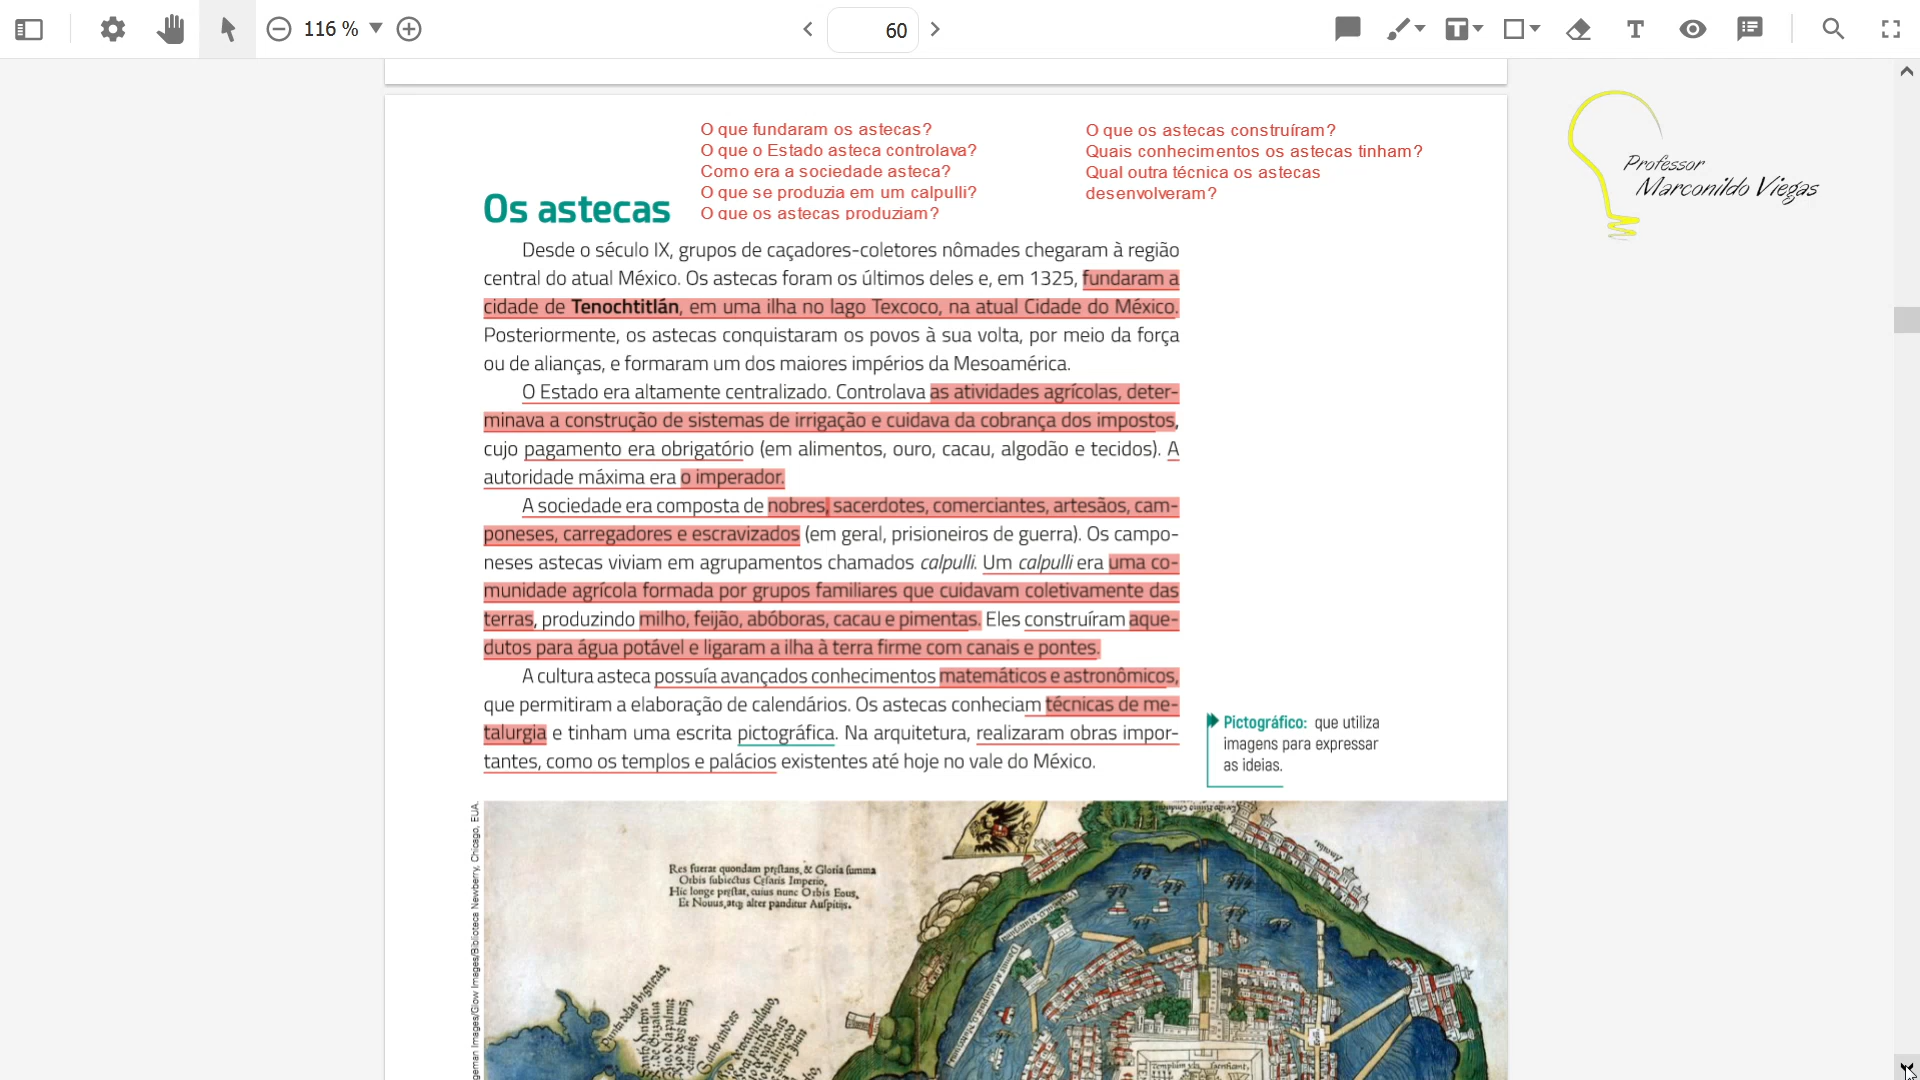 116 %
60
O que fundaram os astecas?
O que o Estado asteca controlava?
Como era a sociedade asteca?
O que se produzia em um calpulli?
O que os astecas produziam?
O que os astecas construíram?
Quais conhecimentos os astecas tinham?
Qual outra técnica os astecas
desenvolveram?
Professor
Marconildo Viegas
Os astecas
Desde o século IX, grupos de caçadores-coletores nômades chegaram à região
central do atual México. Os astecas foram os últimos deles e, em 1325, fundaram a
cidade de Tenochtitlán, em uma ilha no lago Texcoco, na atual Cidade do México.
Posteriormente, os astecas conquistaram os povos à sua volta, por meio da força
ou de alianças, e formaram um dos maiores impérios da Mesoamérica.
O Estado era altamente centralizado. Controlava as atividades agrícolas, deter-
minava a construção de sistemas de irrigação e cuidava da cobrança dos impostos,
cujo pagamento era obrigatório (em alimentos, ouro, cacau, algodão e tecidos). A
autoridade máxima era o imperador.
A sociedade era composta de nobres, sacerdotes, comerciantes, artesãos, cam-
poneses, carregadores e escravizados (em geral, prisioneiros de guerra). Os campo-
neses astecas viviam em agrupamentos chamados calpulli. Um calpulli era uma co-
munidade agrícola formada por grupos familiares que cuidavam coletivamente das
terras, produzindo milho, feijão, abóboras, cacau e pimentas. Eles construíram aque-
dutos para água potável e ligaram a ilha à terra firme com canais e pontes.
A cultura asteca possuía avançados conhecimentos matemáticos e astronômicos,
que permitiram a elaboração de calendários. Os astecas conheciam técnicas de me-
talurgia e tinham uma escrita pictográfica. Na arquitetura, realizaram obras impor-
tantes, como os templos e palácios existentes até hoje no vale do México.
Pictográfico: que utiliza
imagens para expressar
as ideias.
geman Images/Glow Images/Biblioteca Newberry, Chicago, EUA.
Res fuerat quondam præstans, & Gloria summa
Orbis subiectus Cesaris Imperio,
Hic longe præstat, cuius nunc Orbis Eous,
Et Nouus, atq; alter panditur Auspitijs.